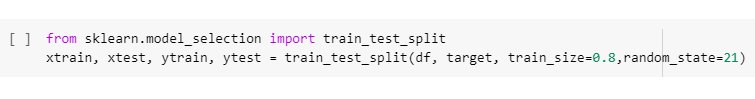 [ ] from sklearn.model_selection import train_test_split
xtrain, xtest, ytrain, ytest = train_test_split(df, target, train_size=0.8,random_state=21)